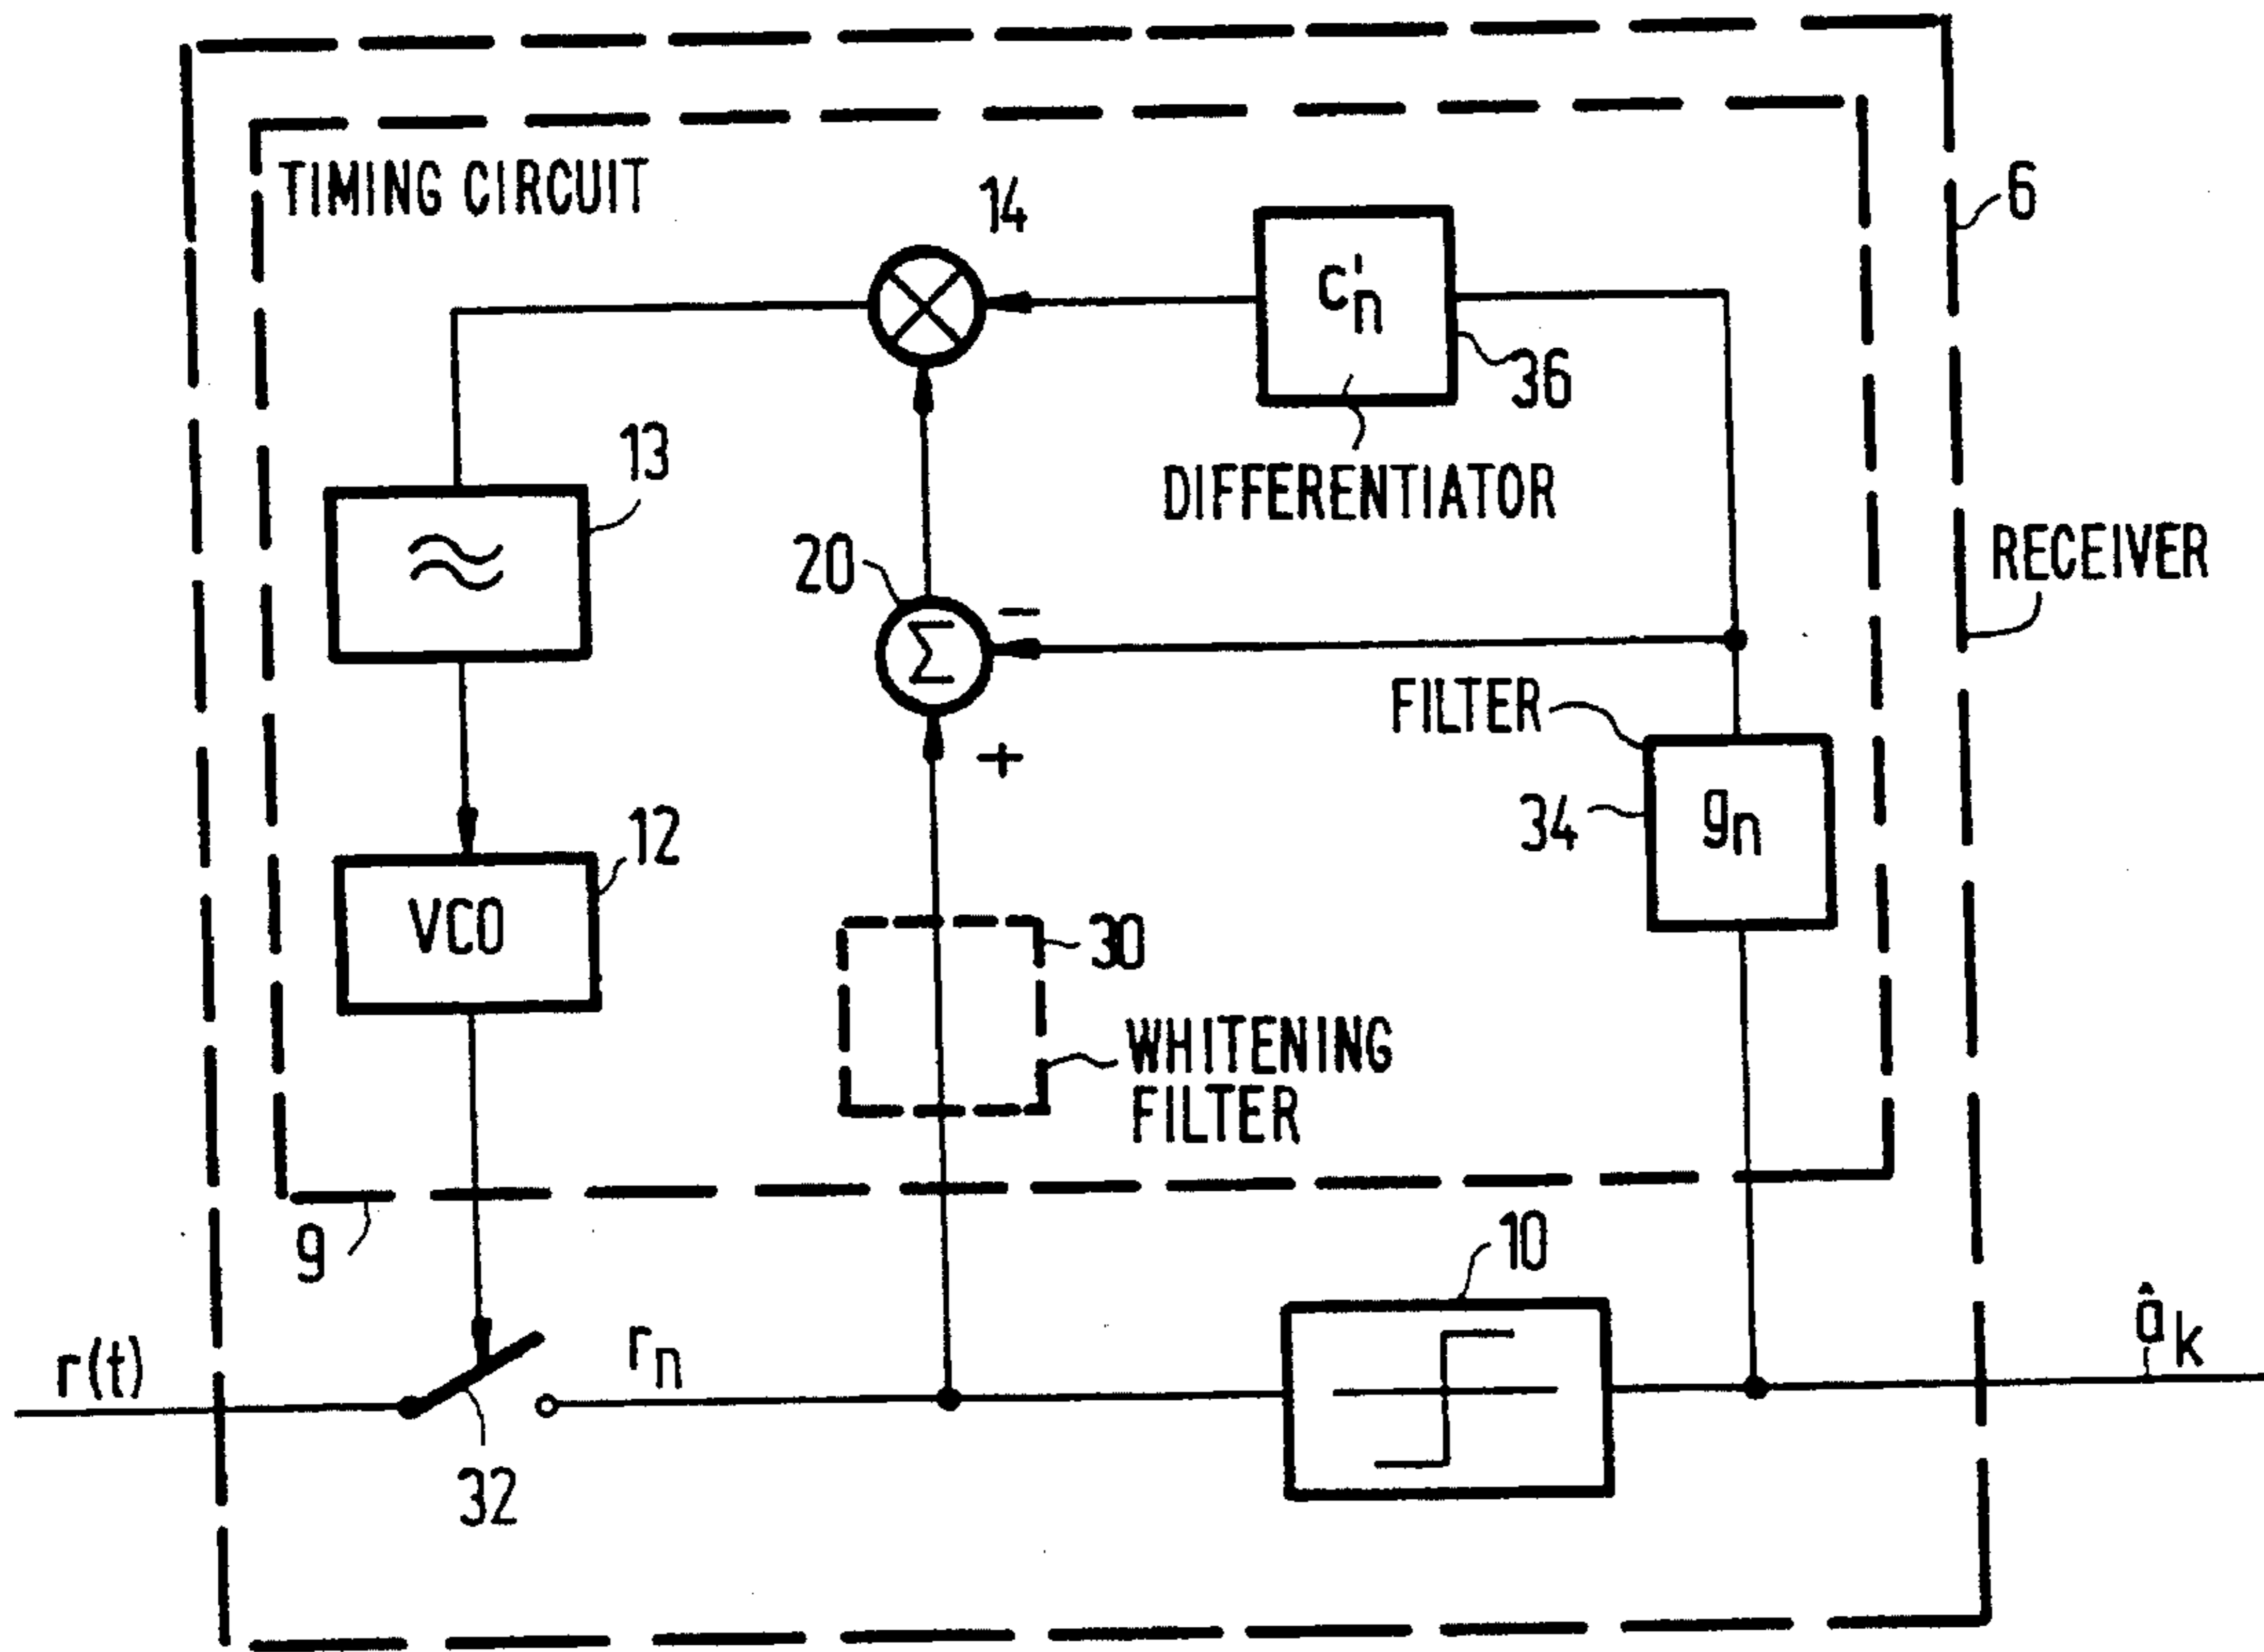 TIMING CIRCUIT
14
6
c'n
36
13
DIFFERENTIATOR
20
−
RECEIVER
Σ
FILTER
+
34
gn
12
VCO
30
WHITENING
FILTER
9
10
r(t)
rn
âk
32